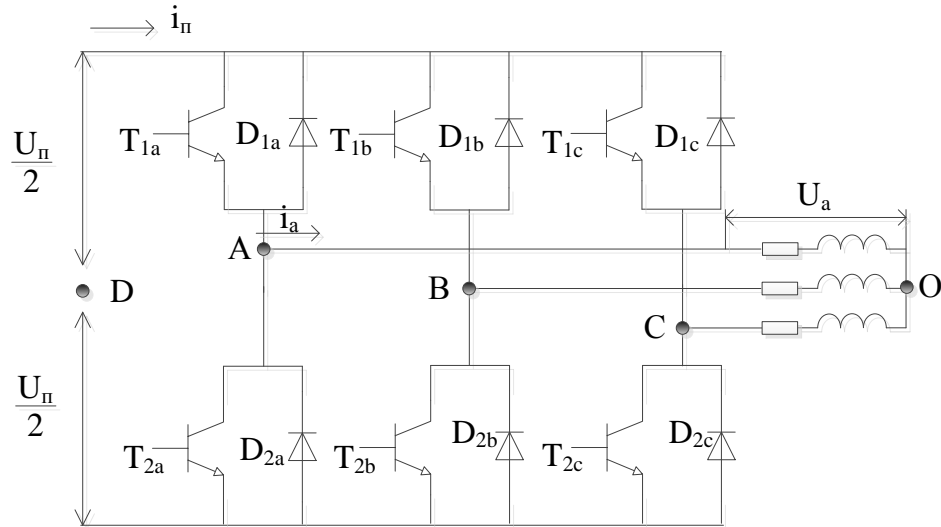 iп
Uп
2
T1a
D1a
T1b
D1b
T1c
D1c
Ua
ia
A
D
B
O
C
Uп
2
T2a
D2a
T2b
D2b
T2c
D2c